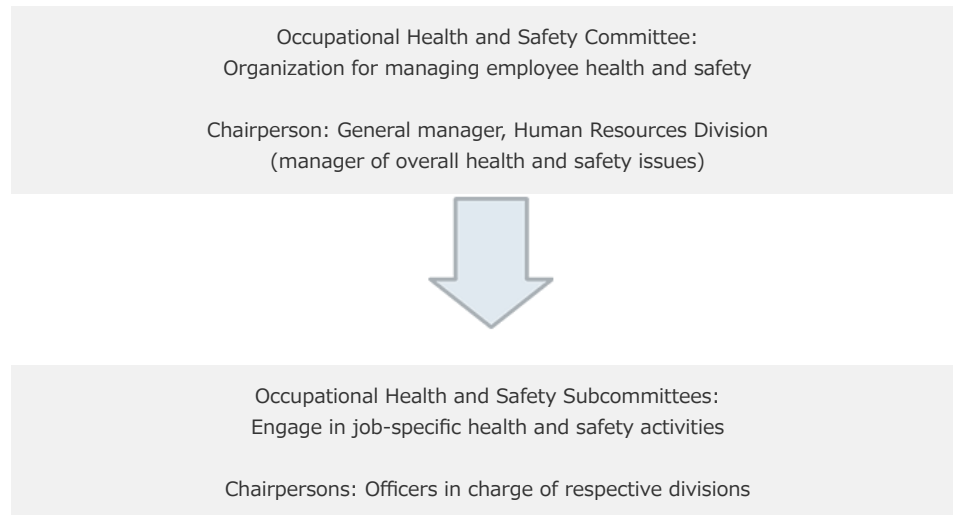 Occupational Health and Safety Committee:
Organization for managing employee health and safety
Chairperson: General manager, Human Resources Division
(manager of overall health and safety issues)
Occupational Health and Safety Subcommittees:
Engage in job-specific health and safety activities
Chairpersons: Officers in charge of respective divisions